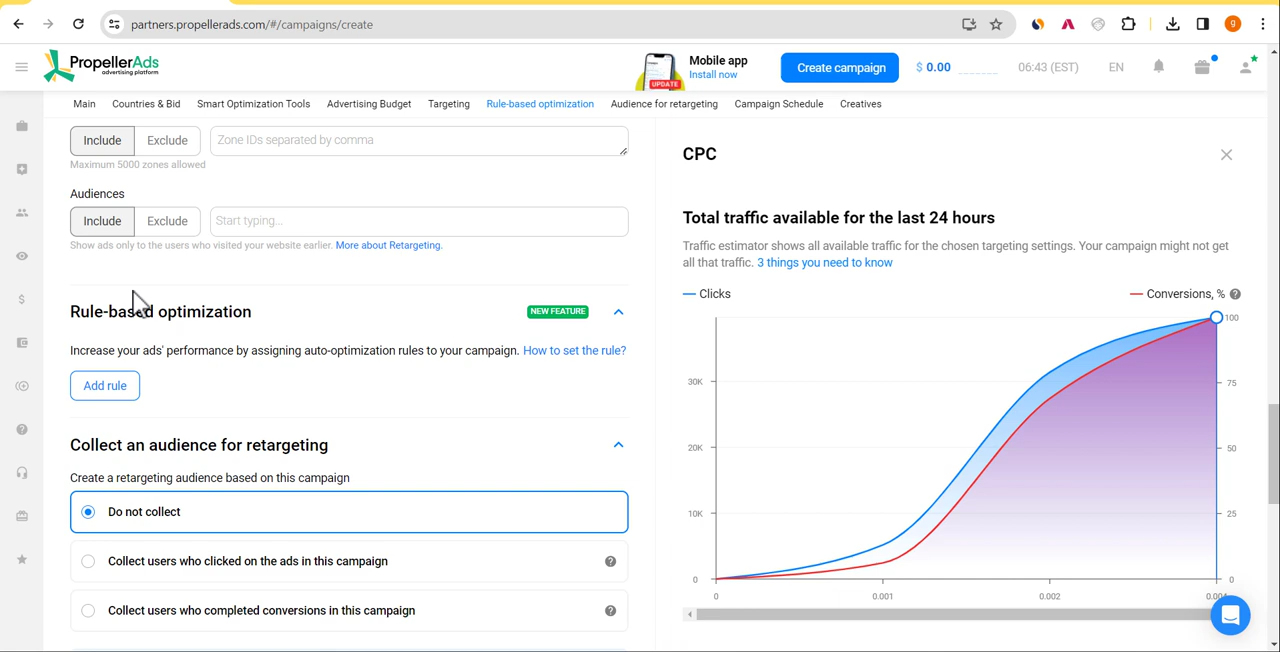 partners.propellerads.com/#/campaigns/create
g
PropellerAds
advertising platform
UPDATE
Mobile app
Install now
Create campaign
$ 0.00
06:43 (EST)
EN
Main
Countries & Bid
Smart Optimization Tools
Advertising Budget
Targeting
Rule-based optimization
Audience for retargeting
Campaign Schedule
Creatives
Include
Exclude
Zone IDs separated by comma
Maximum 5000 zones allowed
Audiences
Include
Exclude
Start typing...
Show ads only to the users who visited your website earlier. More about Retargeting.
Rule-based optimization
NEW FEATURE
Increase your ads' performance by assigning auto-optimization rules to your campaign. How to set the rule?
Add rule
Collect an audience for retargeting
Create a retargeting audience based on this campaign
Do not collect
Collect users who clicked on the ads in this campaign
Collect users who completed conversions in this campaign
CPC
Total traffic available for the last 24 hours
Traffic estimator shows all available traffic for the chosen targeting settings. Your campaign might not get
all that traffic. 3 things you need to know
Clicks
Conversions, %
100
30K
75
20K
50
10K
25
0
0
0
0.001
0.002